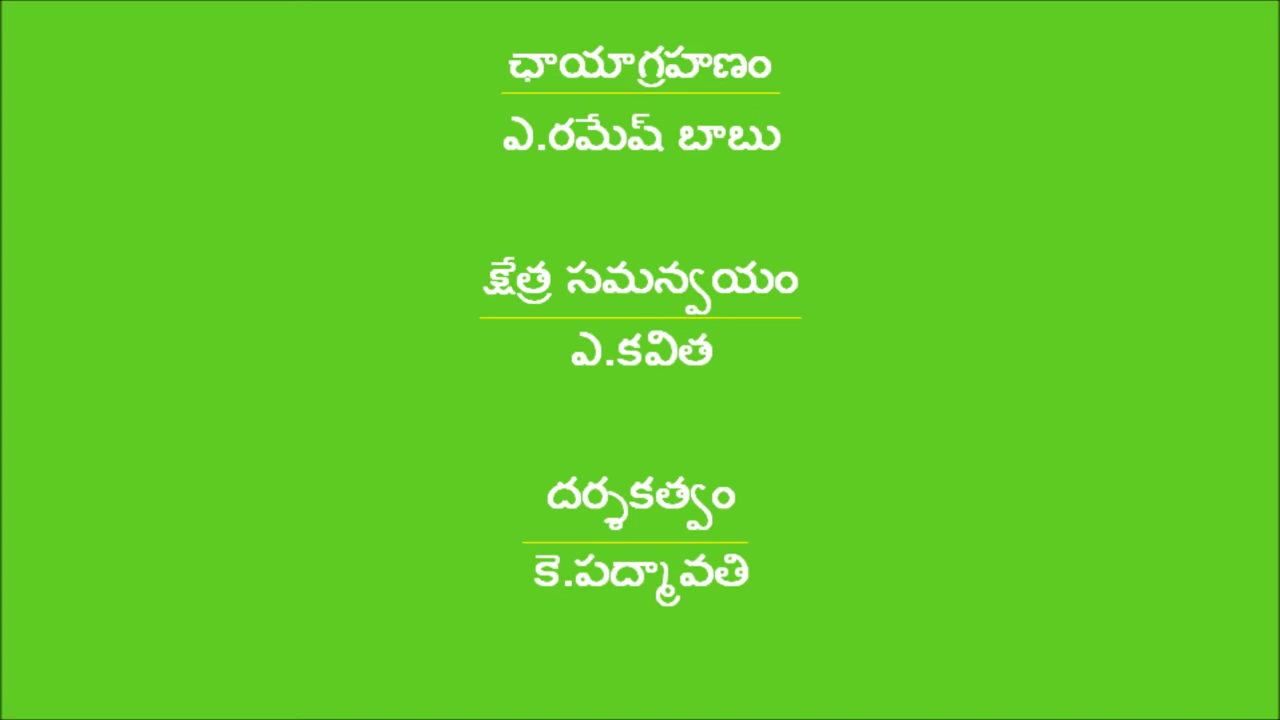 ఛాయాగ్రహణం
ఎ.రమేష్ బాబు
క్షేత్ర సమన్వయం
ఎ.కవిత
దర్శకత్వం
కె.పద్మావతి